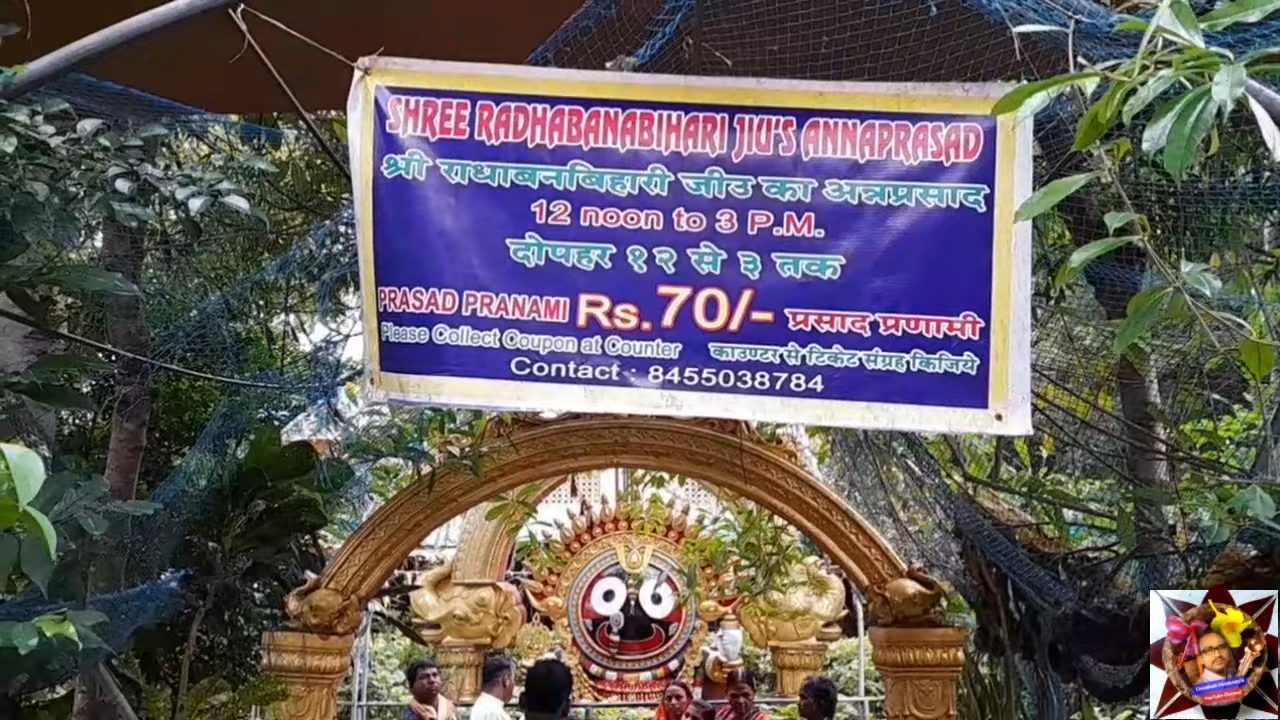 SHREE RADHABANABIHARI JIU'S ANNAPRASAD
श्री राधाबनबिहारी जीउ का अन्नप्रसाद
12 noon to 3 P.M.
दोपहर १२ से ३ तक
PRASAD PRANAMI Rs. 70/- प्रसाद प्रणामी
Please Collect Coupon at Counter काउण्टर से टिकेट संग्रह किजिये
Contact : 8455038784